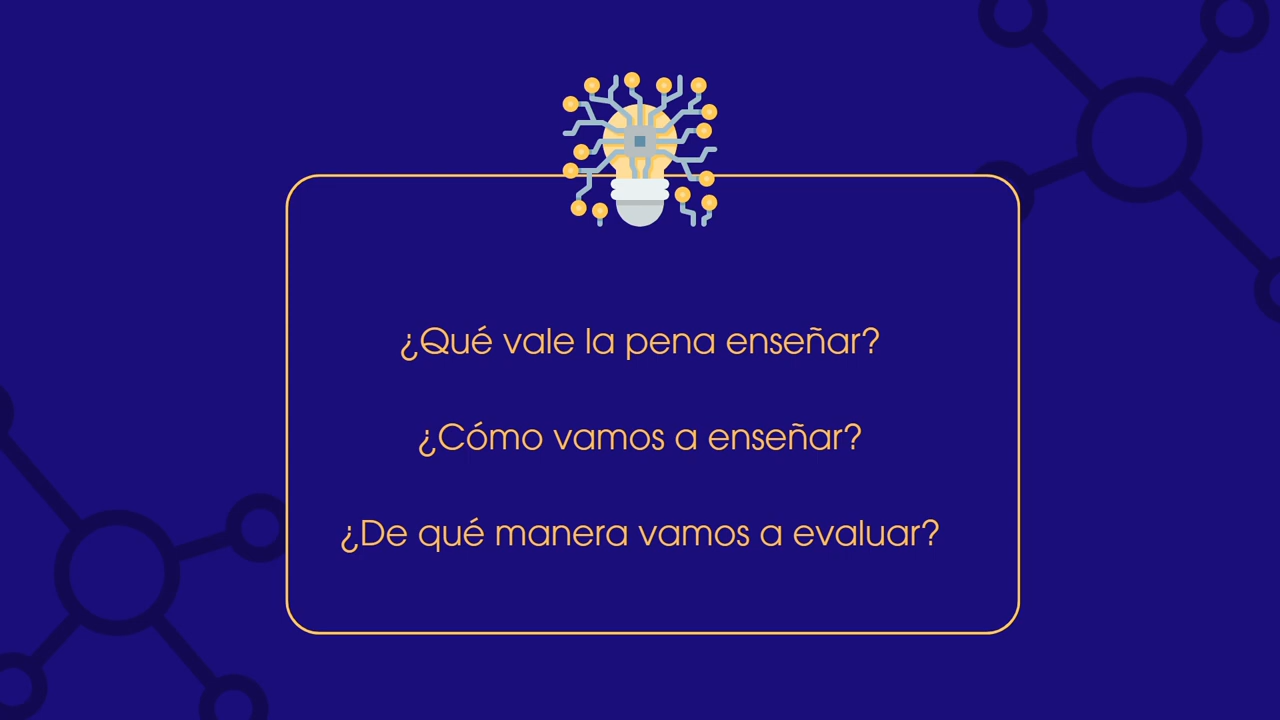 ¿Qué vale la pena enseñar?
¿Cómo vamos a enseñar?
¿De qué manera vamos a evaluar?